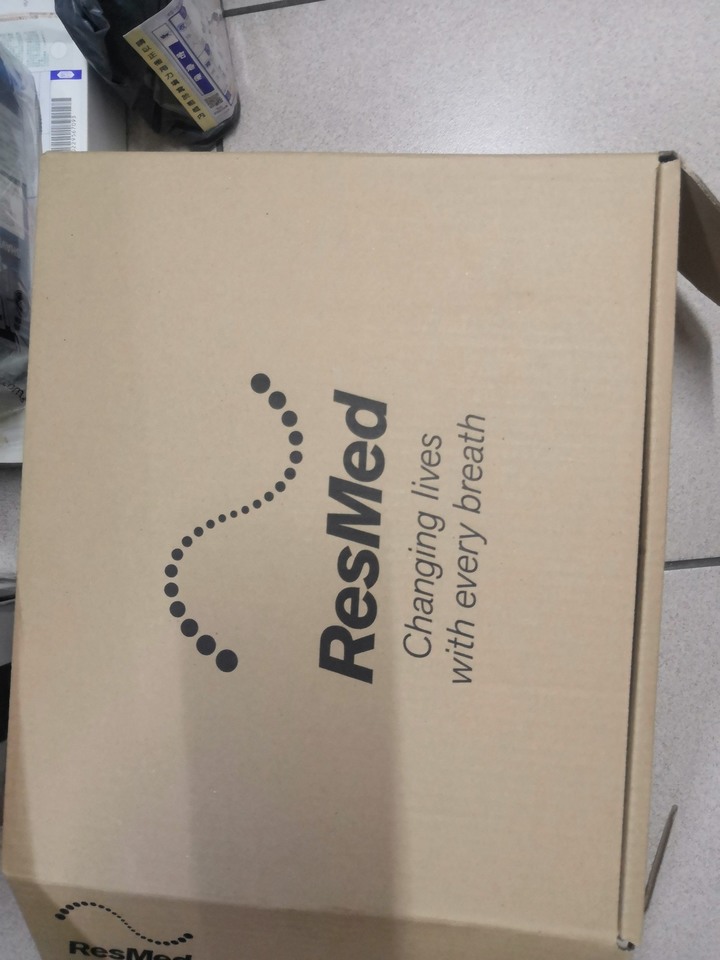 ResMed
Changing lives
with every breath
ResMed